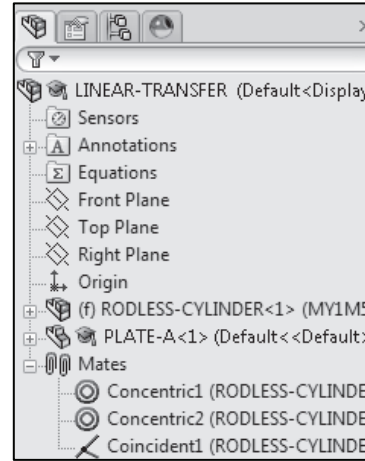 LINEAR-TRANSFER (Default<Display
Sensors
A Annotations
Σ Equations
Front Plane
Top Plane
Right Plane
Origin
(f) RODLESS-CYLINDER<1> (MY1M5
PLATE-A<1> (Default<<Default>
Mates
Concentric1 (RODLESS-CYLINDE
Concentric2 (RODLESS-CYLINDE
Coincident1 (RODLESS-CYLINDE